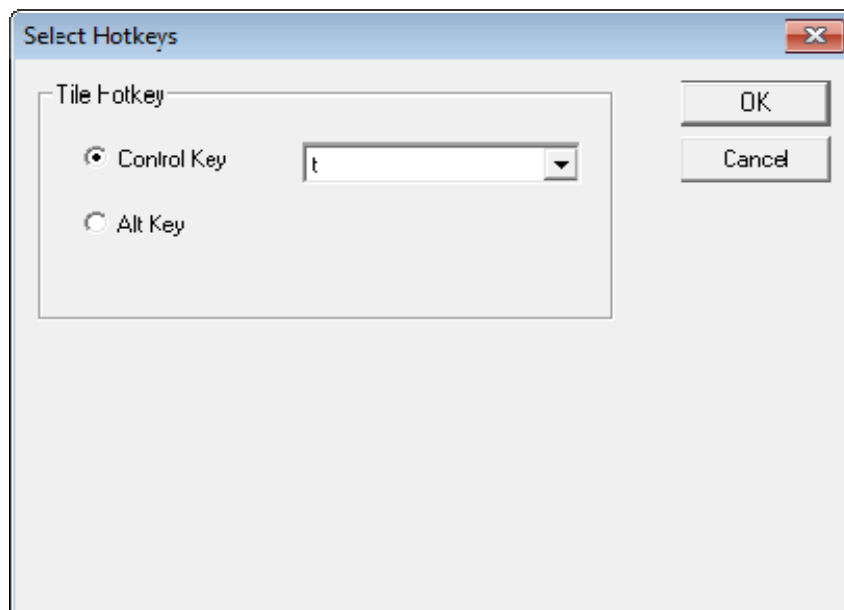 Select Hotkeys
Tile Hotkey
OK
Control Key
t
Cancel
Alt Key